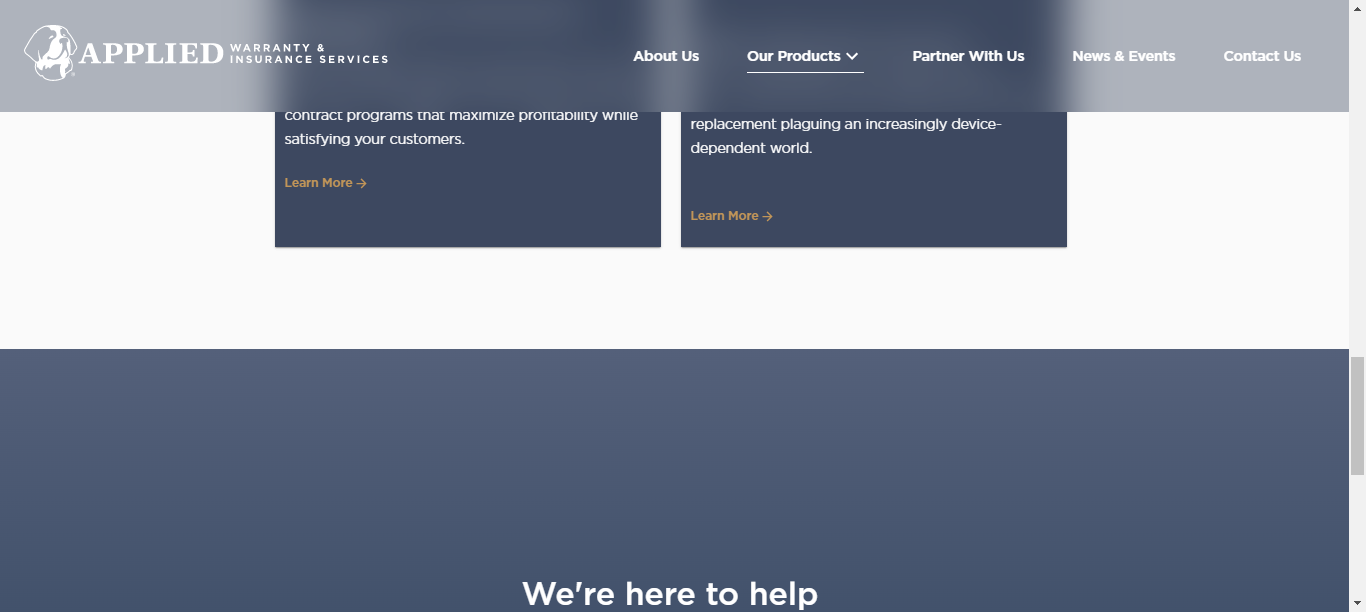 APPLIED WARRANTY &
INSURANCE SERVICES
About Us
Our Products
Partner With Us
News & Events
Contact Us
contract programs that maximize profitability while
satisfying your customers.
Learn More
replacement plaguing an increasingly device-
dependent world.
Learn More
We're here to help